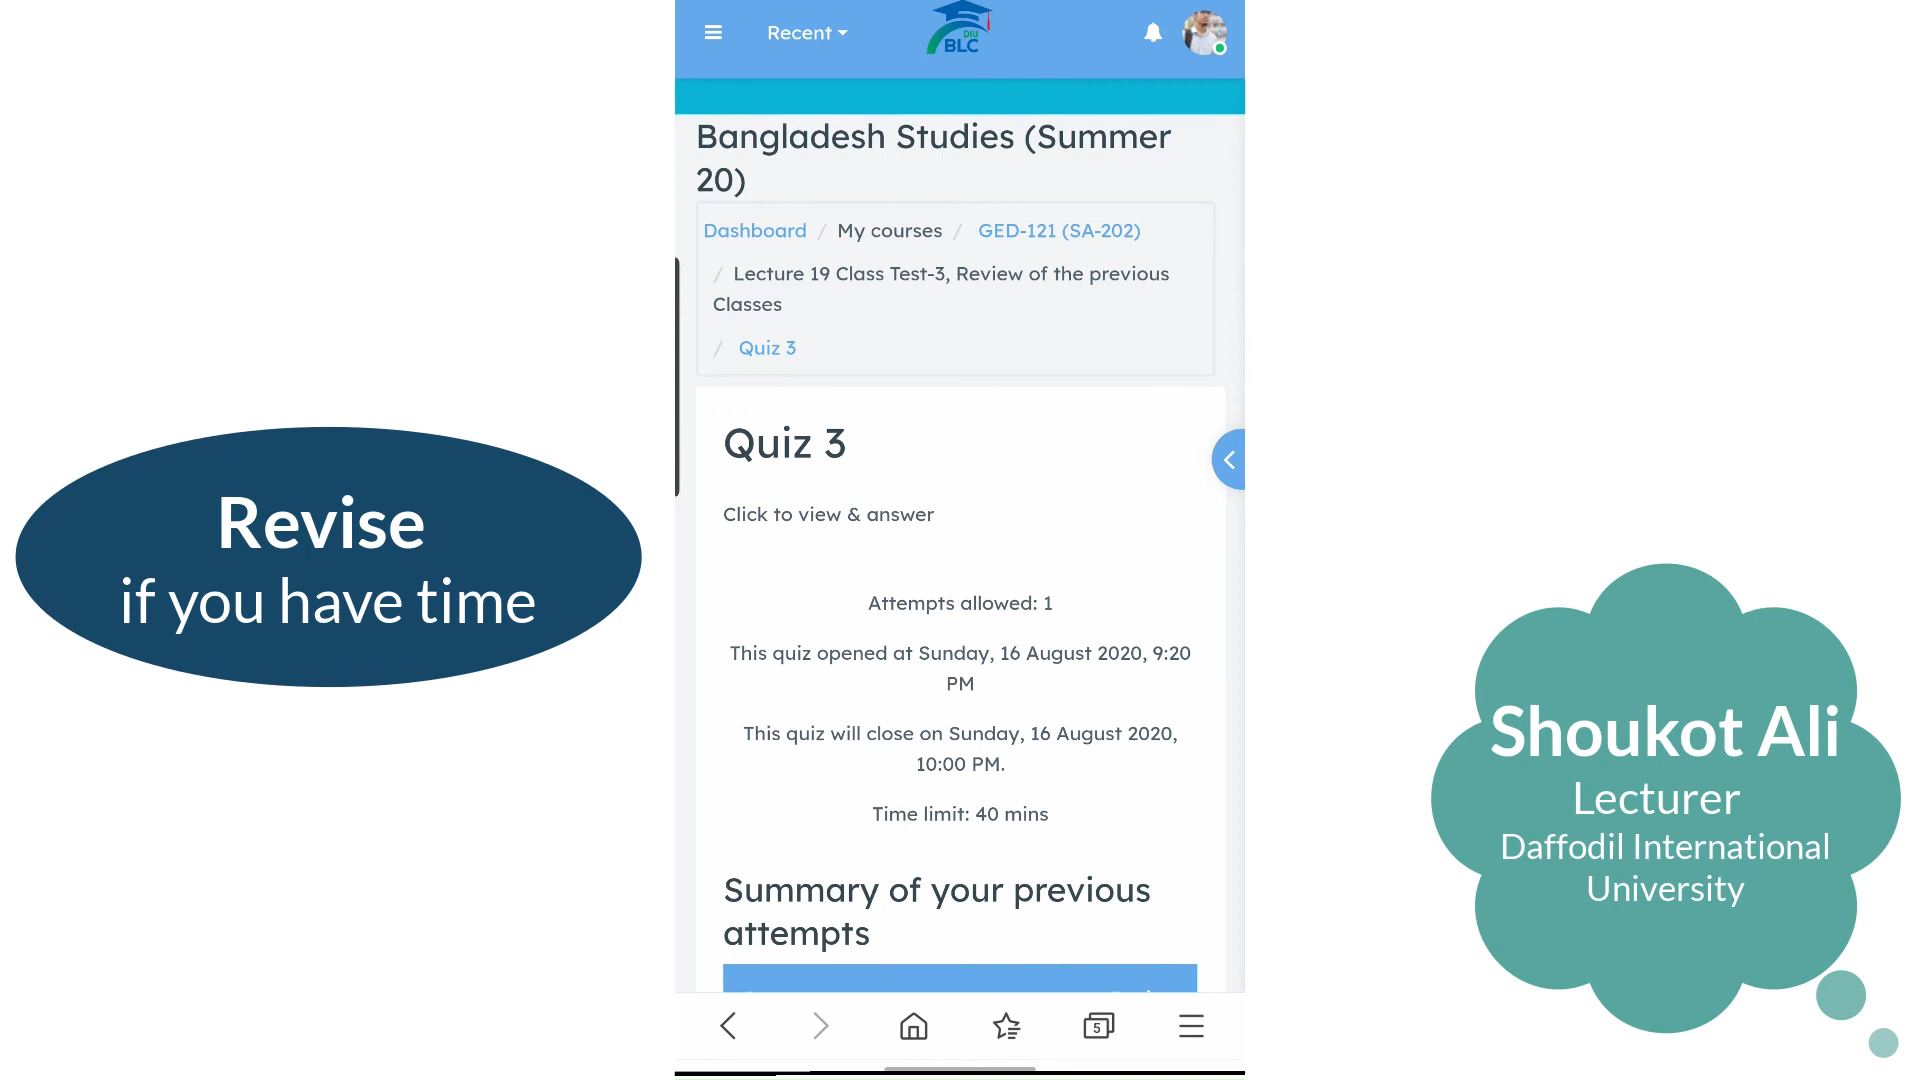 Recent
DIU
BLC
Bangladesh Studies (Summer
20)
Dashboard / My courses / GED-121 (SA-202)
/ Lecture 19 Class Test-3, Review of the previous
Classes
/ Quiz 3
Quiz 3
Click to view & answer
Attempts allowed: 1
This quiz opened at Sunday, 16 August 2020, 9:20
PM
This quiz will close on Sunday, 16 August 2020,
10:00 PM.
Time limit: 40 mins
Summary of your previous
attempts
5
Revise
if you have time
Shoukot Ali
Lecturer
Daffodil International
University